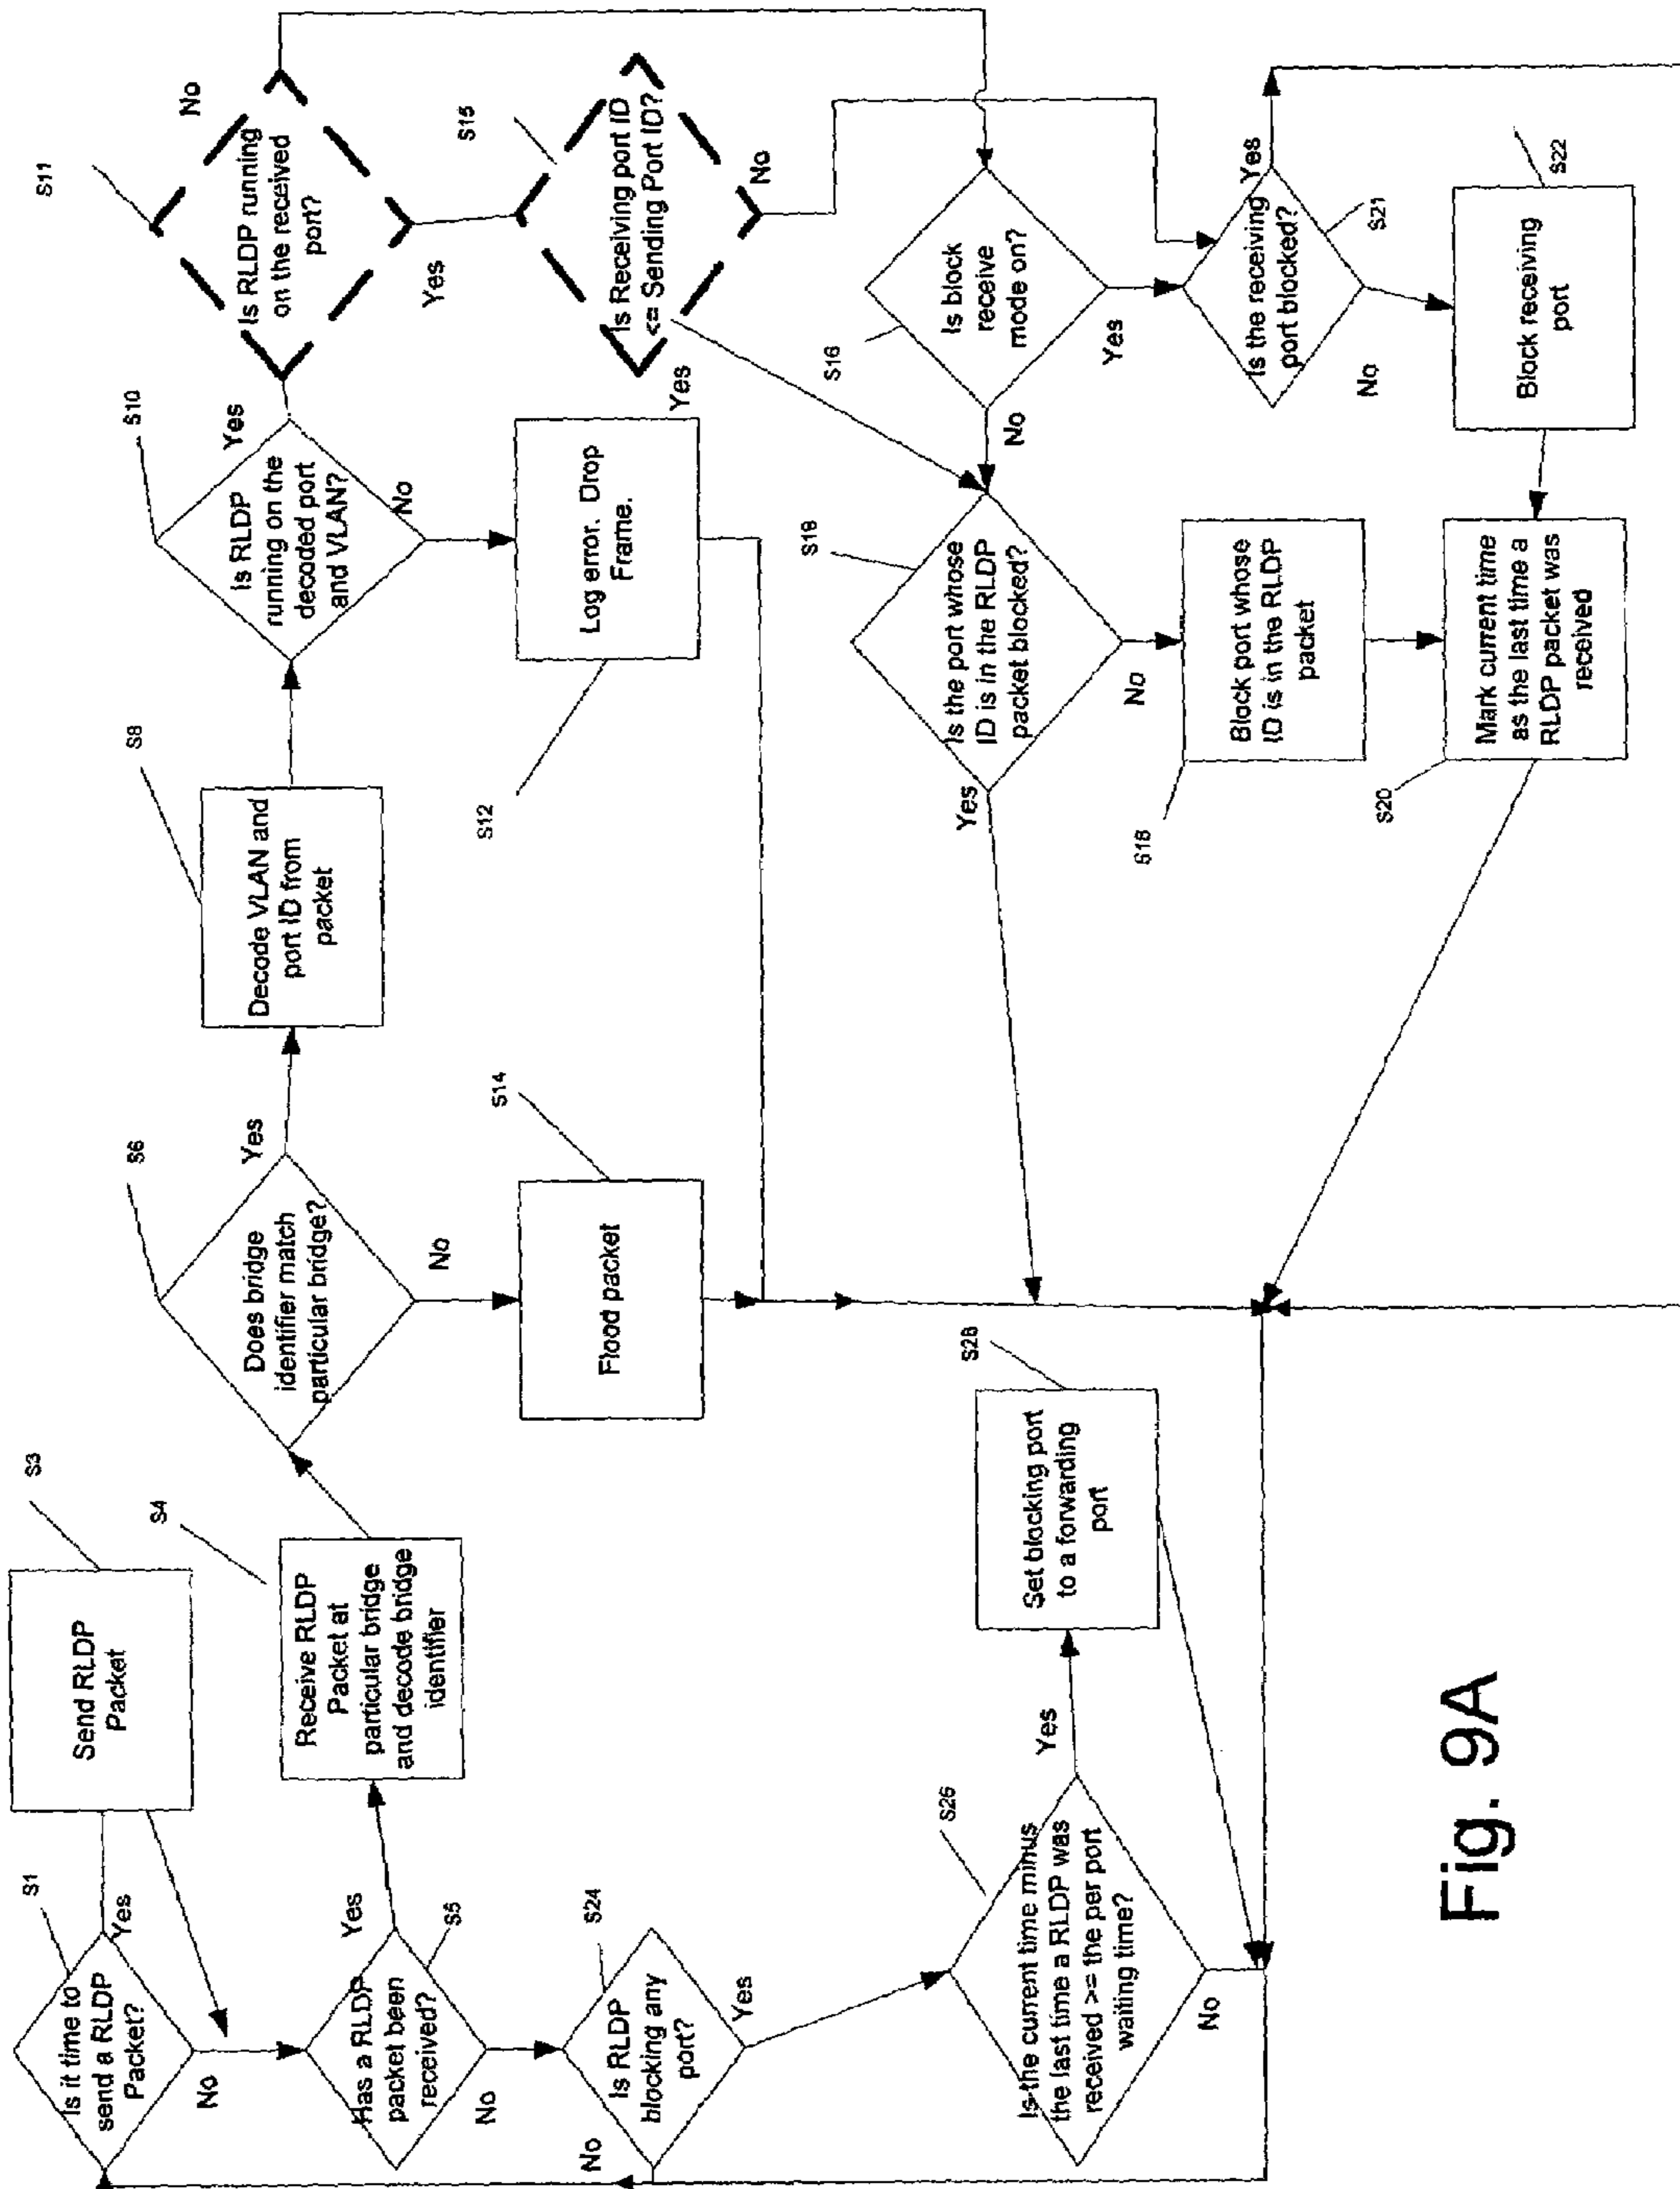 S1
Is it time to
send a RLDP
Packet?
Yes
No
S3
Send RLDP
Packet
Has a RLDP
packet been
received?
Yes
S5
No
S4
Receive RLDP
Packet at
particular bridge
and decode bridge
identifier
S6
Does bridge
identifier match
particular bridge?
Yes
No
S14
Flood packet
S8
Decode VLAN and
port ID from
packet
S10
Is RLDP
running on the
decoded port
and VLAN?
Yes
No
S12
Log error. Drop
Frame.
S11
Is RLDP running
on the received
port?
No
Yes
S15
Is Receiving port ID
<= Sending Port ID?
Yes
No
S16
Is block
receive
mode on?
No
Yes
S18
Is the port whose
ID is in the RLDP
packet blocked?
Yes
No
S18
Block port whose
ID is in the RLDP
packet
Is the receiving
port blocked?
Yes
S21
No
S22
Block receiving
port
S20
Mark current time
as the last time a
RLDP packet was
received
S24
Is RLDP
blocking any
port?
No
Yes
S26
Is the current time minus
the last time a RLDP was
received >= the per port
waiting time?
Yes
No
S28
Set blocking port
to a forwarding
port
Fig. 9A